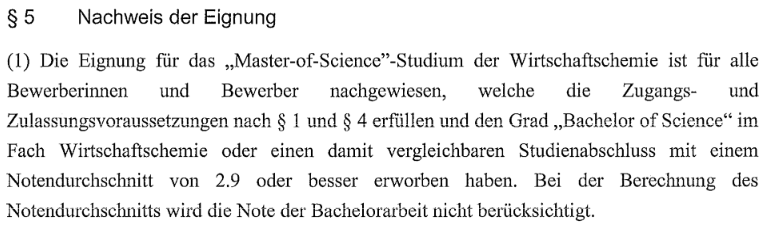 § 5 Nachweis der Eignung
(1) Die Eignung für das „Master-of-Science”-Studium der Wirtschaftschemie ist für alle
Bewerberinnen und Bewerber nachgewiesen, welche die Zugangs- und
Zulassungsvoraussetzungen nach § 1 und § 4 erfüllen und den Grad „Bachelor of Science“ im
Fach Wirtschaftschemie oder einen damit vergleichbaren Studienabschluss mit einem
Notendurchschnitt von 2.9 oder besser erworben haben. Bei der Berechnung des
Notendurchschnitts wird die Note der Bachelorarbeit nicht berücksichtigt.